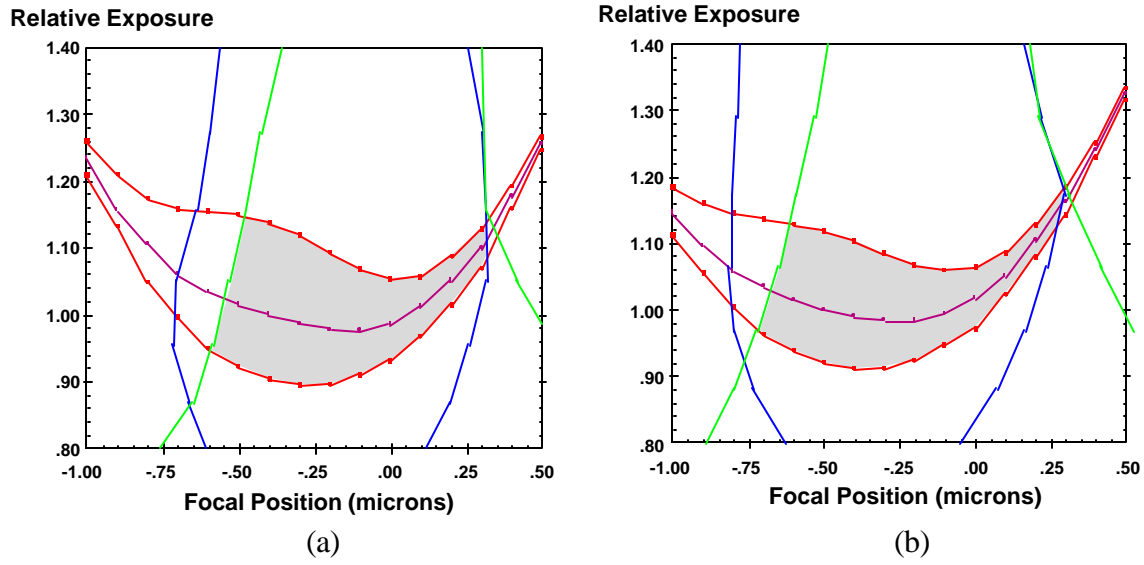 Relative Exposure
1.40
1.30
1.20
1.10
1.00
.90
.80
-1.00 -.75 -.50 -.25 .00 .25 .50
Focal Position (microns)
(a)
Relative Exposure
1.40
1.30
1.20
1.10
1.00
.90
.80
-1.00 -.75 -.50 -.25 .00 .25 .50
Focal Position (microns)
(b)